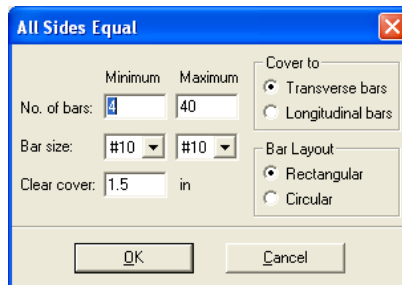 All Sides Equal
Minimum Maximum
No. of bars: 4 40
Bar size: #10 #10
Clear cover: 1.5 in
Cover to
Transverse bars
Longitudinal bars
Bar Layout
Rectangular
Circular
OK Cancel